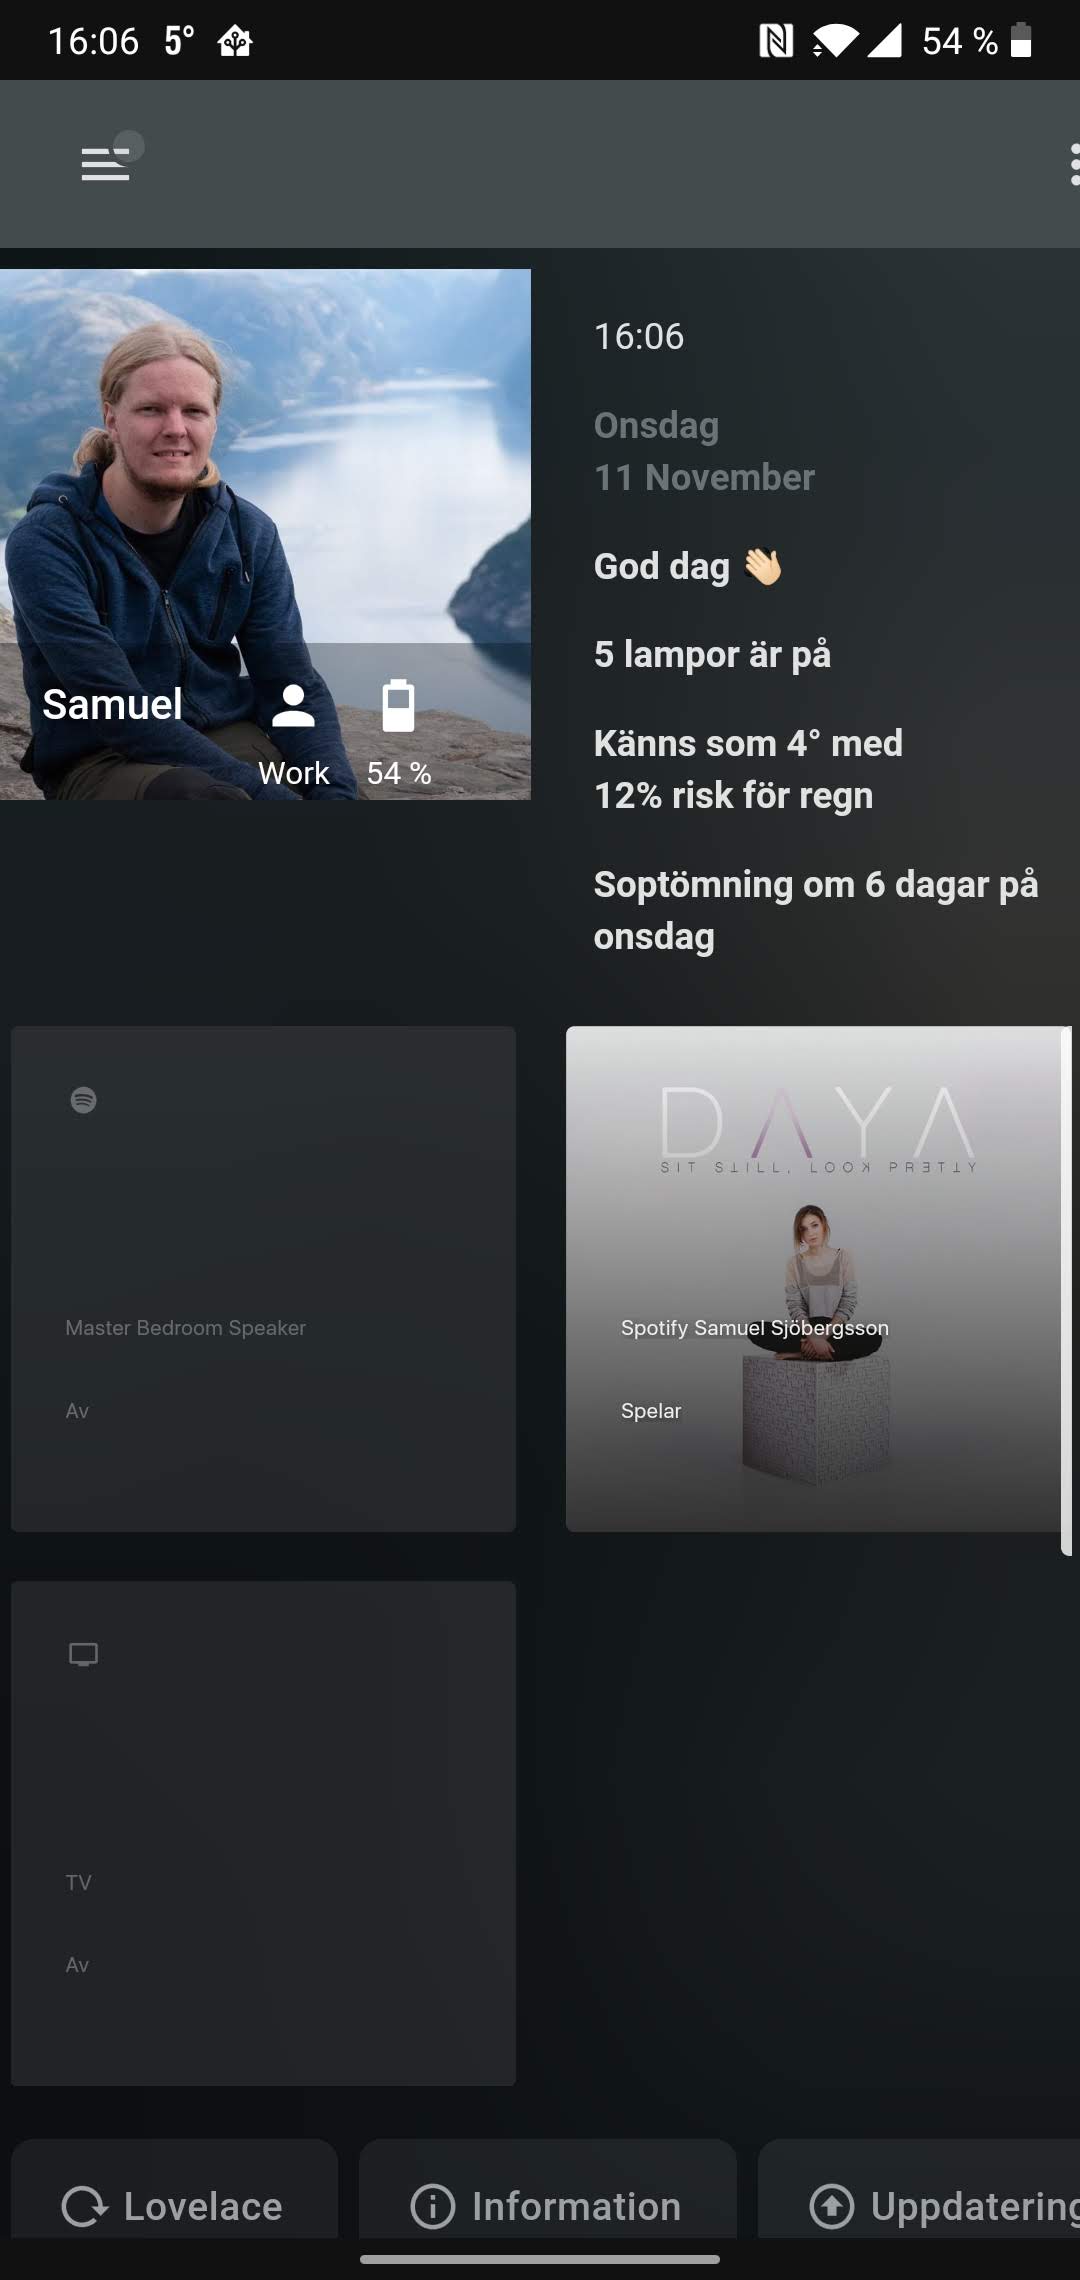 16:06 5° 54 %
16:06
Onsdag
11 November
God dag 👋🏻
5 lampor är på
Känns som 4° med
12% risk för regn
Soptömning om 6 dagar på
onsdag
Samuel
Work 54 %
Master Bedroom Speaker
Av
DAYA
SIT STILL, LOOK PRETTY
Spotify Samuel Sjöbergsson
Spelar
TV
Av
Lovelace Information Uppdatering